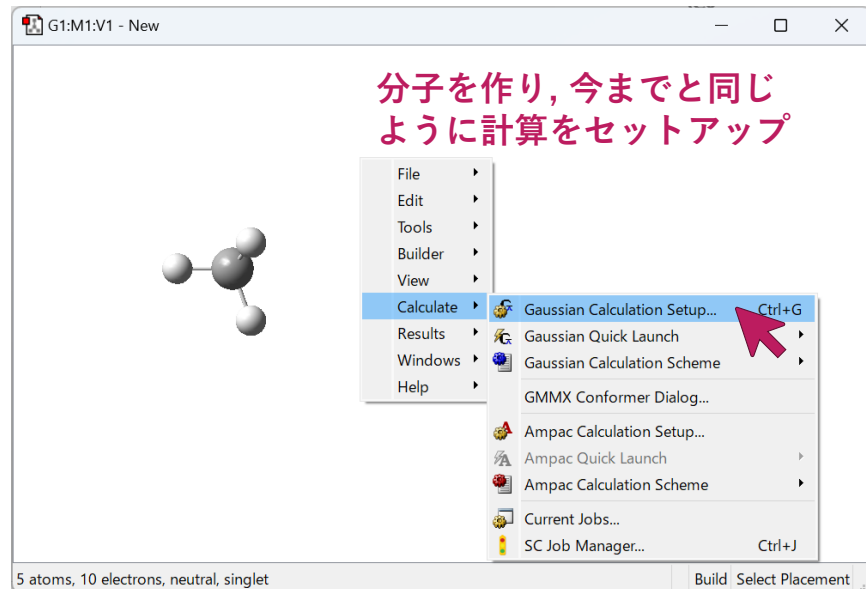 G1:M1:V1 - New
分子を作り, 今までと同じ
ように計算をセットアップ
File
Edit
Tools
Builder
View
Calculate
Results
Windows
Help
Gaussian Calculation Setup... Ctrl+G
Gaussian Quick Launch
Gaussian Calculation Scheme
GMMX Conformer Dialog...
Ampac Calculation Setup...
Ampac Quick Launch
Ampac Calculation Scheme
Current Jobs...
SC Job Manager... Ctrl+J
5 atoms, 10 electrons, neutral, singlet Build Select Placement